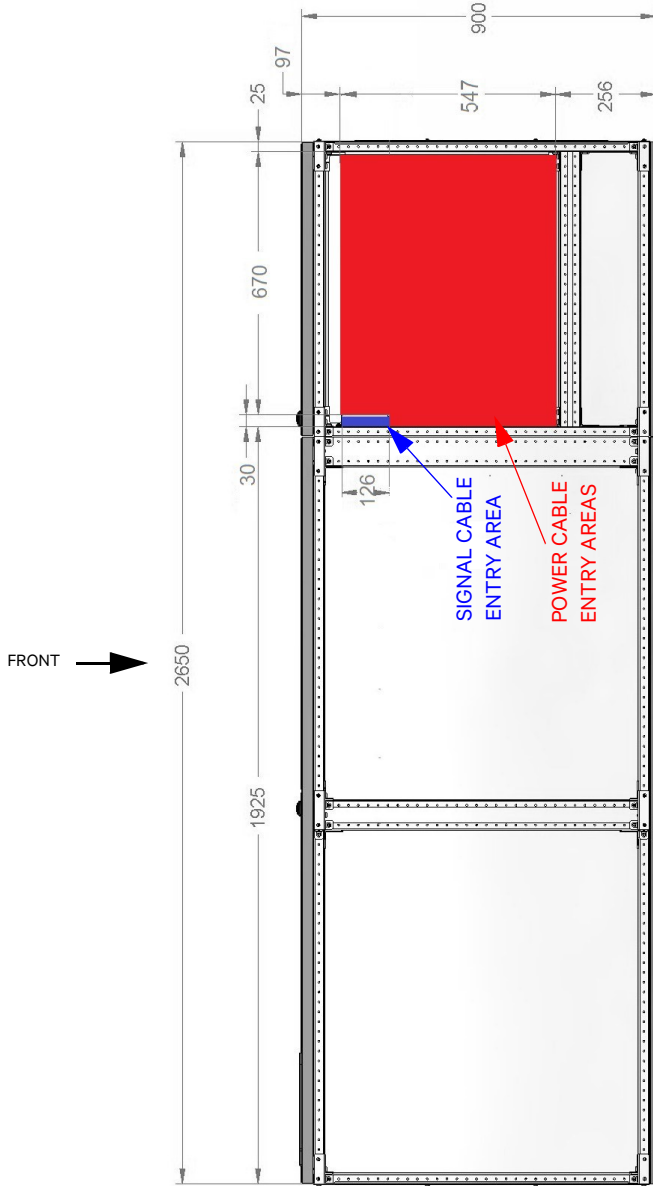 900
97
25
547
256
670
30
126
SIGNAL CABLE
ENTRY AREA
POWER CABLE
ENTRY AREAS
FRONT
2650
1925